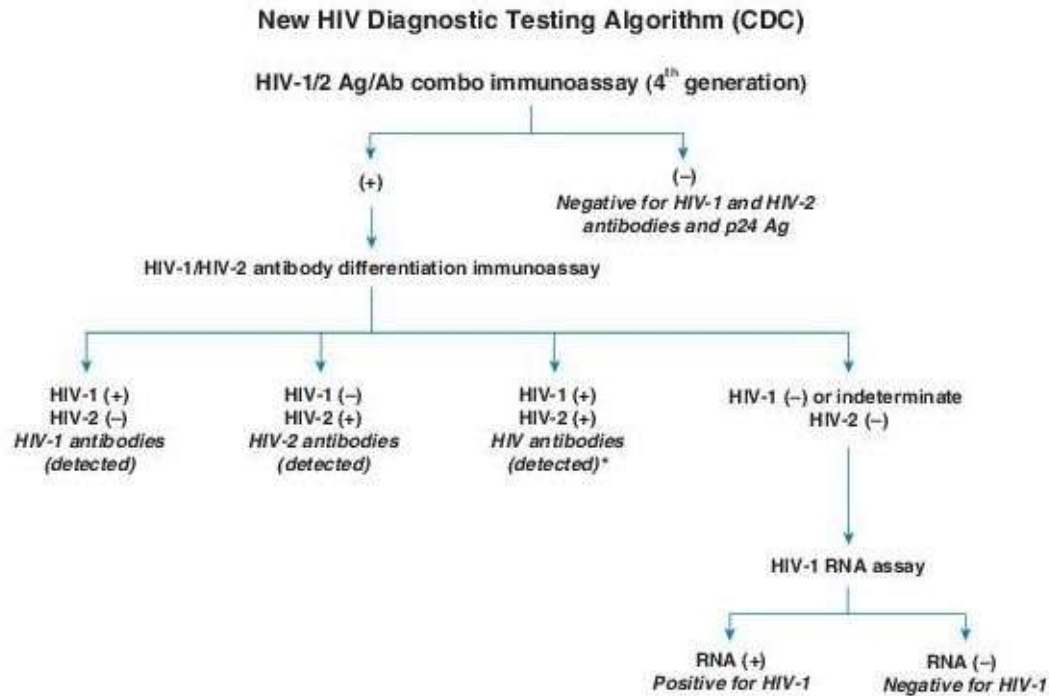 New HIV Diagnostic Testing Algorithm (CDC)
HIV-1/2 Ag/Ab combo immunoassay (4th generation)
(+)
(–)
Negative for HIV-1 and HIV-2
antibodies and p24 Ag
HIV-1/HIV-2 antibody differentiation immunoassay
HIV-1 (+)
HIV-2 (–)
HIV-1 antibodies
(detected)
HIV-1 (–)
HIV-2 (+)
HIV-2 antibodies
(detected)
HIV-1 (+)
HIV-2 (+)
HIV antibodies
(detected)*
HIV-1 (–) or indeterminate
HIV-2 (–)
HIV-1 RNA assay
RNA (+)
Positive for HIV-1
RNA (–)
Negative for HIV-1